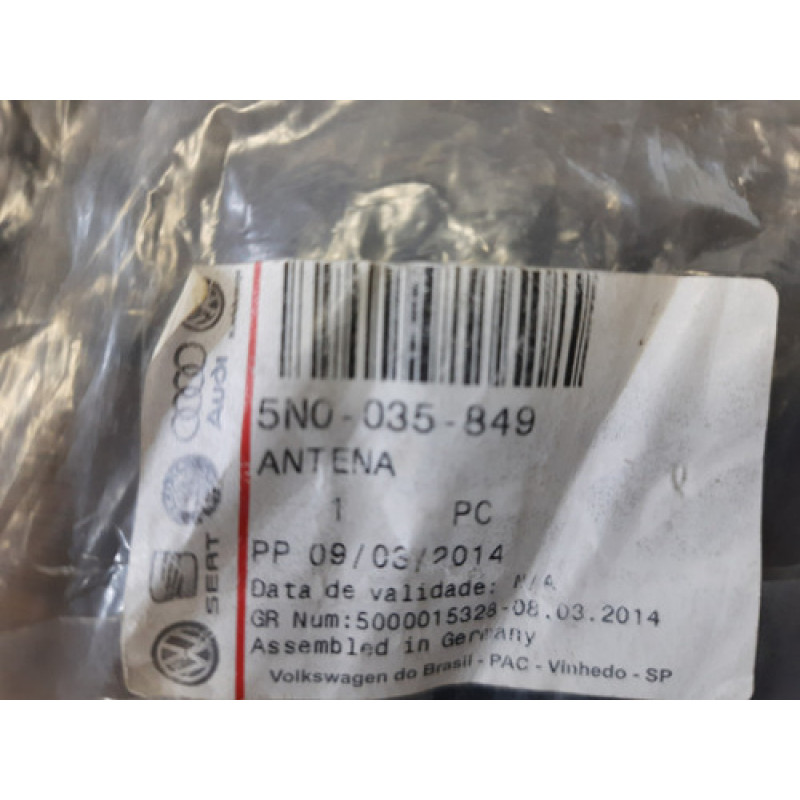 5N0-035-849
ANTENA
1 PC
PP 09/03/2014
Data de validade: N/A
GR Num:5000015328-08.03.2014
Assembled in Germany
Volkswagen do Brasil - PAC - Vinhedo - SP
Audi
SEAT